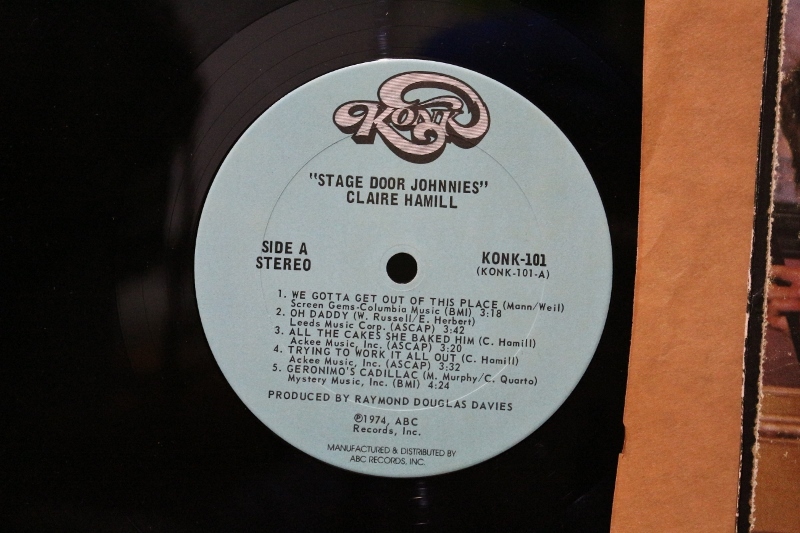 Konk
"STAGE DOOR JOHNNIES"
CLAIRE HAMILL
SIDE A
STEREO
KONK-101
(KONK-101-A)
1. WE GOTTA GET OUT OF THIS PLACE (Mann/Weil)
Screen Gems-Columbia Music (BMI) 3:18
2. OH DADDY (W. Russell/E. Herbert)
Leeds Music Corp. (ASCAP) 3:42
3. ALL THE CAKES SHE BAKED HIM (C. Hamill)
Ackee Music, Inc. (ASCAP) 3:20
4. TRYING TO WORK IT ALL OUT (C. Hamill)
Ackee Music, Inc. (ASCAP) 3:32
5. GERONIMO'S CADILLAC (M. Murphy/C. Quarto)
Mystery Music, Inc. (BMI) 4:24
PRODUCED BY RAYMOND DOUGLAS DAVIES
℗1974, ABC
Records, Inc.
MANUFACTURED & DISTRIBUTED BY
ABC RECORDS, INC.